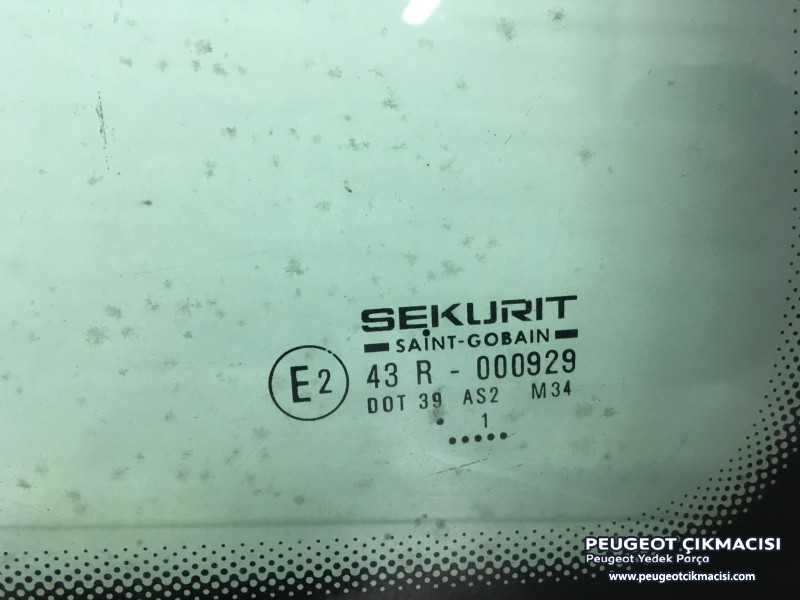 SEKURIT
SAINT-GOBAIN
E2
43 R - 000929
DOT 39 AS2 M34
1
PEUGEOT ÇIKMACISI
Peugeot Yedek Parça
www.peugeotcikmacisi.com